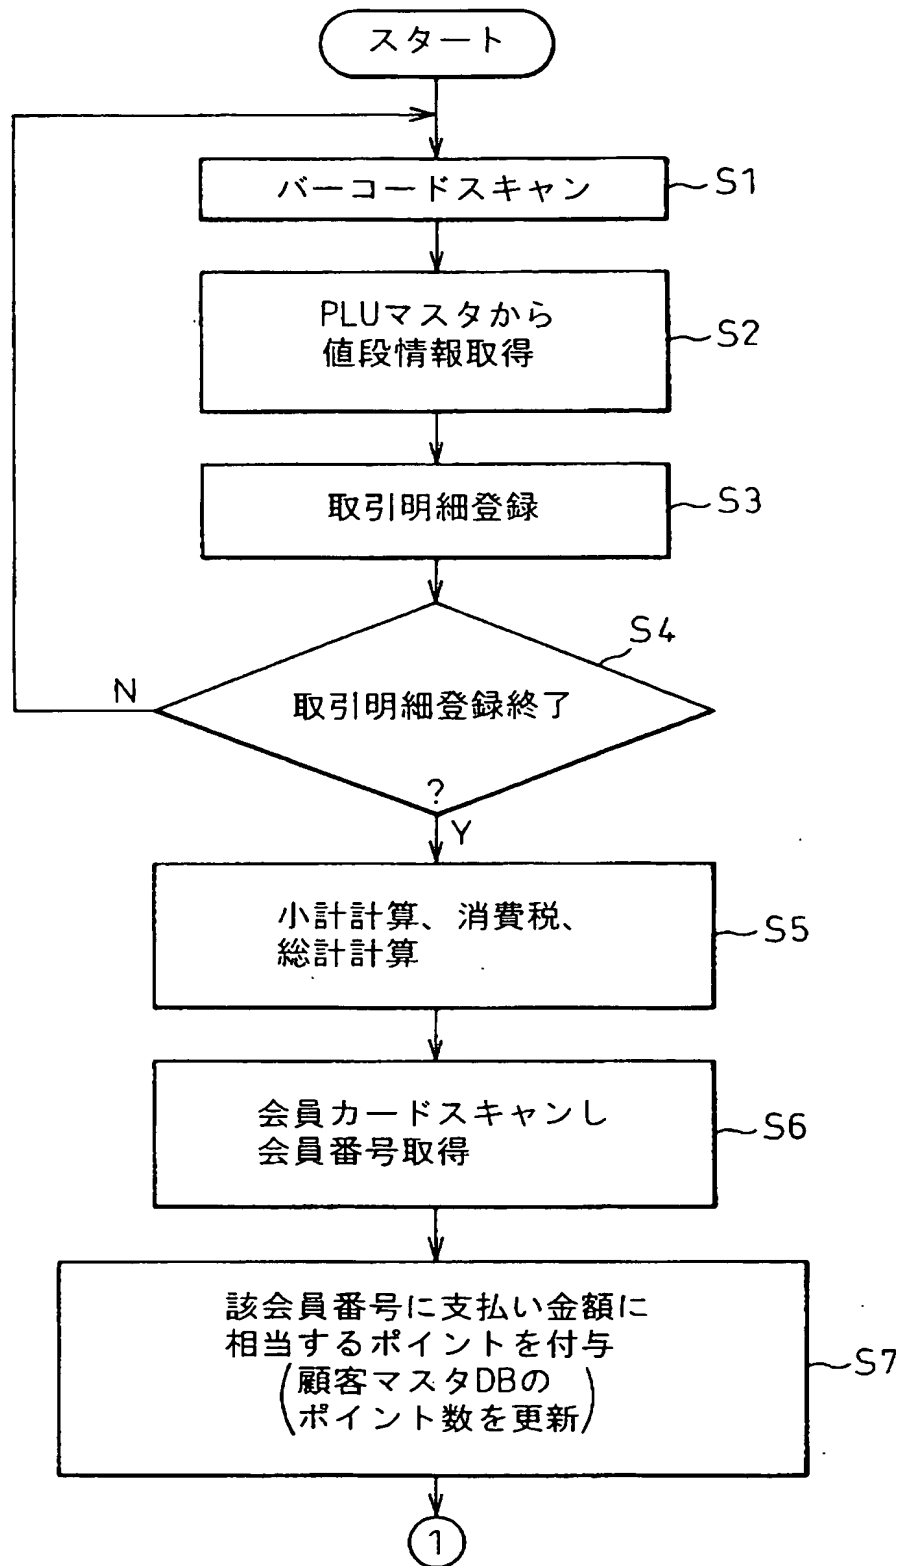 スタート
バーコードスキャン
S1
PLUマスタから
値段情報取得
S2
取引明細登録
S3
S4
N
取引明細登録終了
?
Y
小計計算、消費税、
総計計算
S5
会員カードスキャンし
会員番号取得
S6
該会員番号に支払い金額に
相当するポイントを付与
(顧客マスタDBの
ポイント数を更新)
S7
1